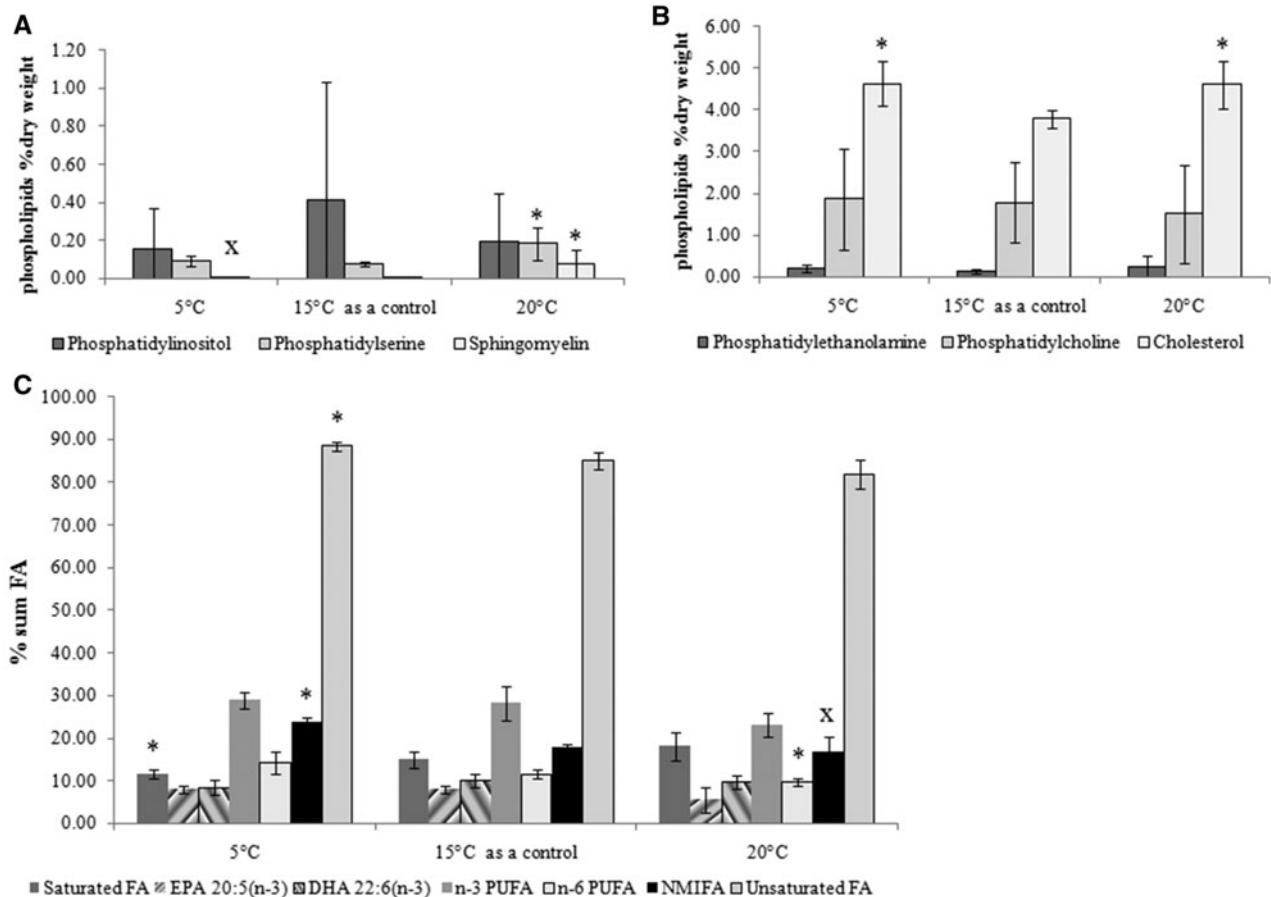 A
phospholipids %dry weight
1.20
1.00
0.80
0.60
0.40
0.20
0.00
X
*
*
5°C
15°C as a control
20°C
Phosphatidylinositol Phosphatidylserine Sphingomyelin
B
phospholipids %dry weight
6.00
5.00
4.00
3.00
2.00
1.00
0.00
*
*
5°C
15°C as a control
20°C
Phosphatidylethanolamine Phosphatidylcholine Cholesterol
C
% sum FA
100.00
90.00
80.00
70.00
60.00
50.00
40.00
30.00
20.00
10.00
0.00
*
*
*
*
X
5°C
15°C as a control
20°C
Saturated FA EPA 20:5(n-3) DHA 22:6(n-3) n-3 PUFA n-6 PUFA NMIFA Unsaturated FA